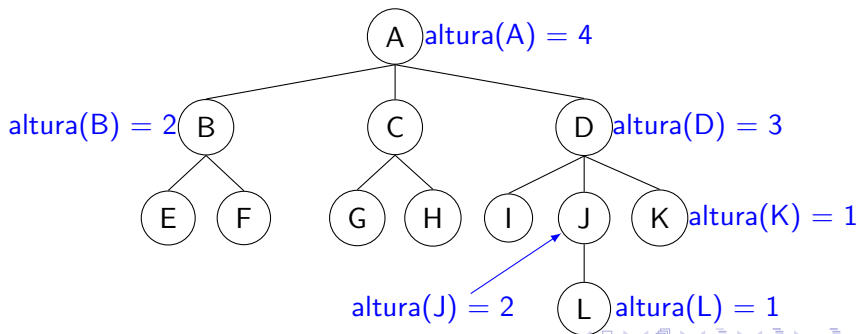 A altura(A) = 4
altura(B) = 2 B C D altura(D) = 3
E F G H I J K altura(K) = 1
altura(J) = 2 L altura(L) = 1